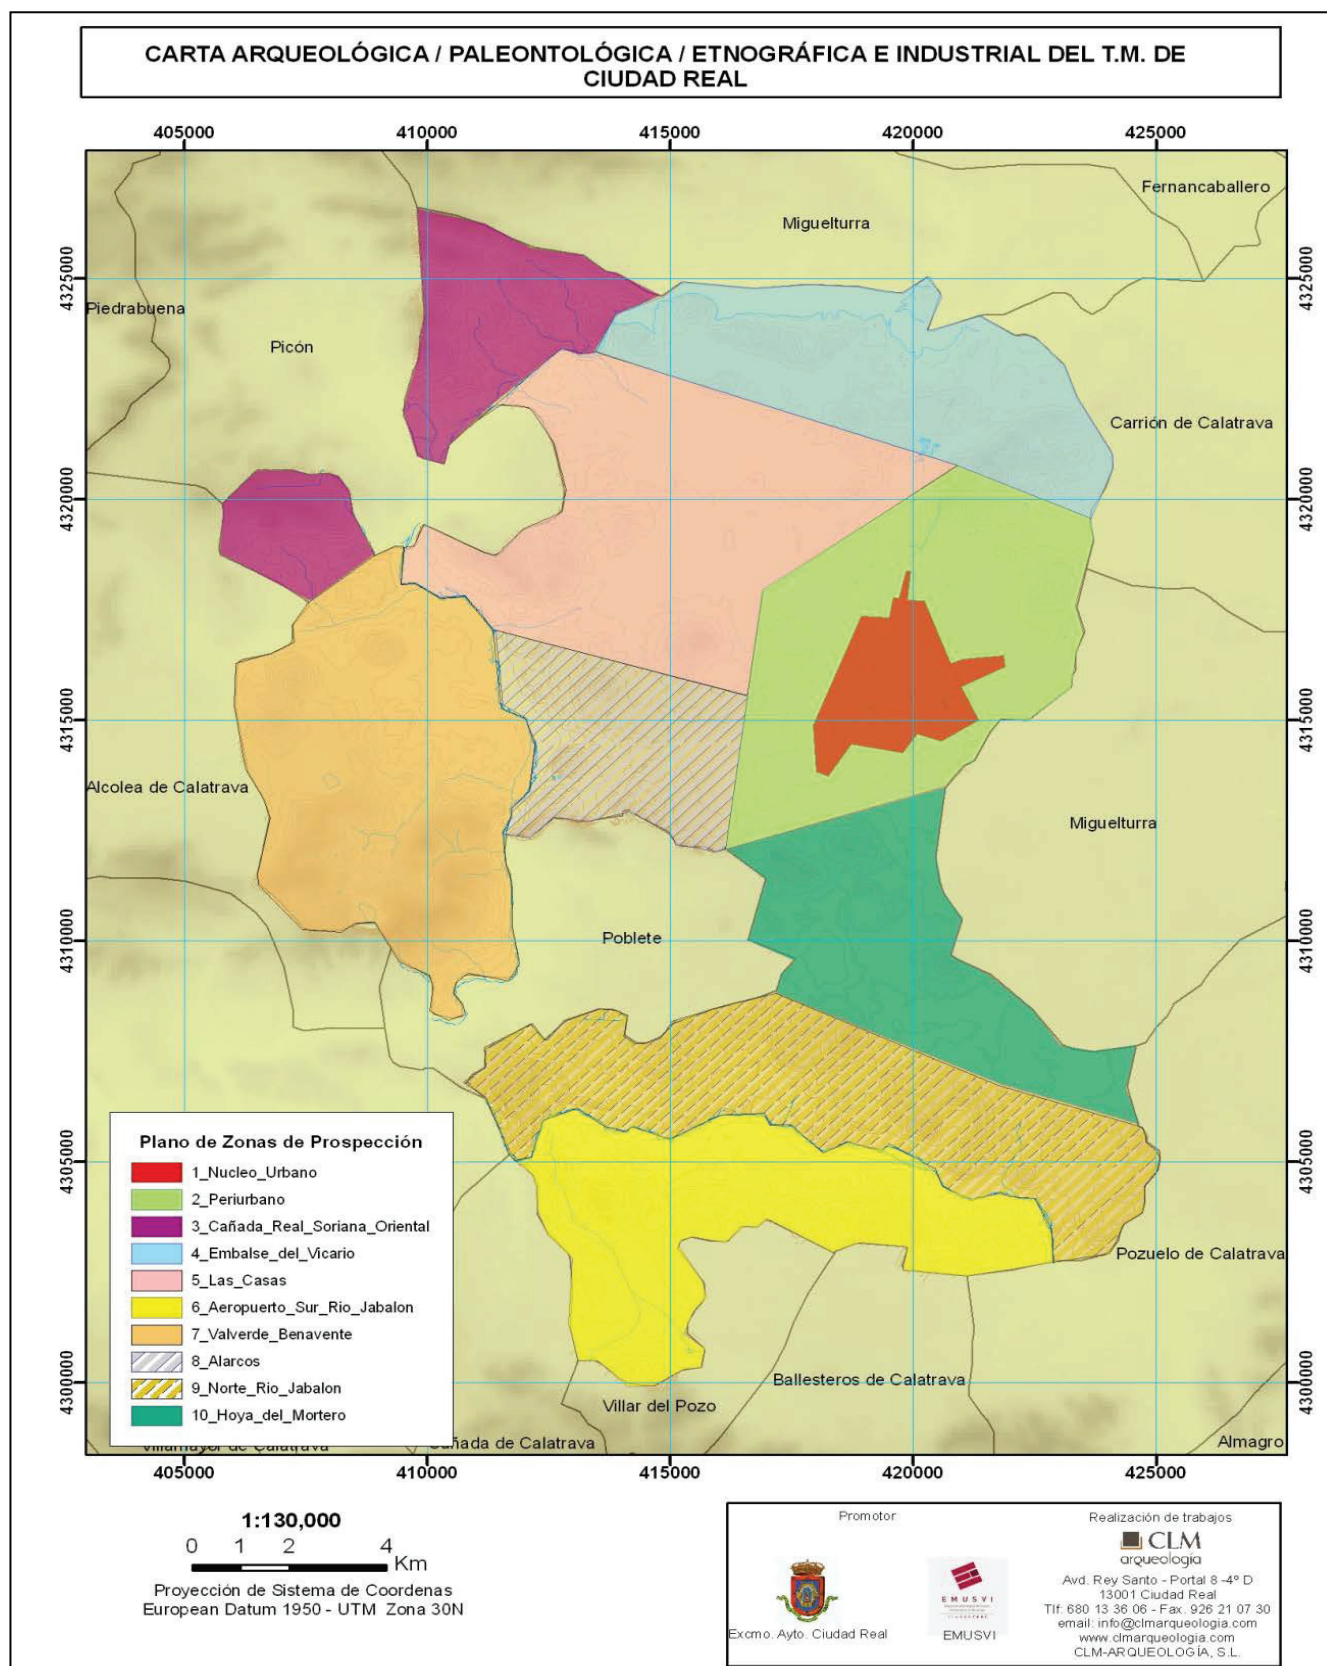 CARTA ARQUEOLÓGICA / PALEONTOLÓGICA / ETNOGRÁFICA E INDUSTRIAL DEL T.M. DE
CIUDAD REAL
405000 410000 415000 420000 425000
Fernancaballero
Miguelturra
4325000 4325000
Piedrabuena
Picón
Carrión de Calatrava
4320000 4320000
4315000 4315000
Alcolea de Calatrava
Miguelturra
4310000 4310000
Poblete
4305000 4305000
Pozuelo de Calatrava
4300000 4300000
Ballesteros de Calatrava
Villar del Pozo
Almagro
Villamayor de Calatrava
Cañada de Calatrava
Plano de Zonas de Prospección
1_Nucleo_Urbano
2_Periurbano
3_Cañada_Real_Soriana_Oriental
4_Embalse_del_Vicario
5_Las_Casas
6_Aeropuerto_Sur_Rio_Jabalon
7_Valverde_Benavente
8_Alarcos
9_Norte_Rio_Jabalon
10_Hoya_del_Mortero
405000 410000 415000 420000 425000
1:130,000
0 1 2 4
Km
Proyección de Sistema de Coordenas
European Datum 1950 - UTM Zona 30N
Promotor
Excmo. Ayto. Ciudad Real
EMUSVI
EMUSVI
Realización de trabajos
CLM
arqueología
Avd. Rey Santo - Portal 8 -4º D
13001 Ciudad Real
Tlf: 680 13 36 06 - Fax. 926 21 07 30
email: info@clmarqueologia.com
www.clmarqueologia.com
CLM-ARQUEOLOGÍA, S.L.